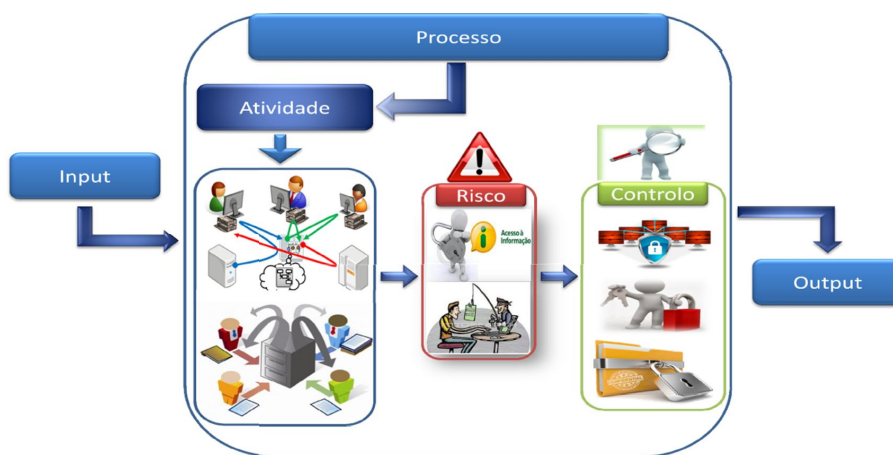 Processo
Atividade
Input
Risco
Controlo
Acesso à
Informação
Output